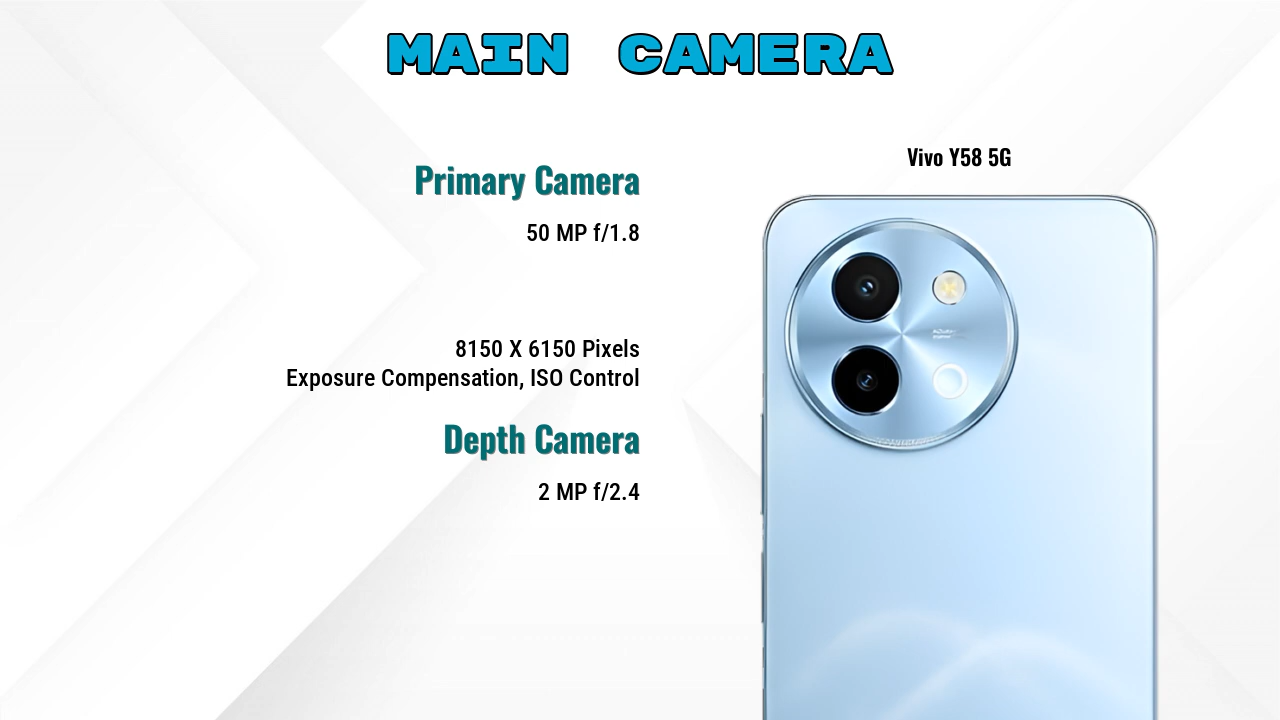 MAIN CAMERA
Vivo Y58 5G
Primary Camera
50 MP f/1.8
8150 X 6150 Pixels
Exposure Compensation, ISO Control
Depth Camera
2 MP f/2.4